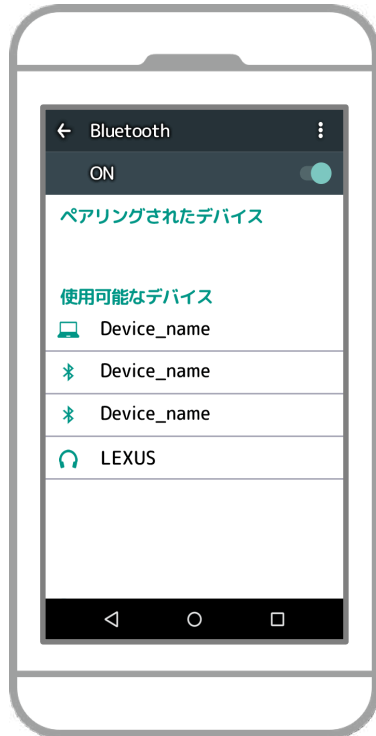 Bluetooth
ON
ペアリングされたデバイス
使用可能なデバイス
Device_name
Device_name
Device_name
LEXUS